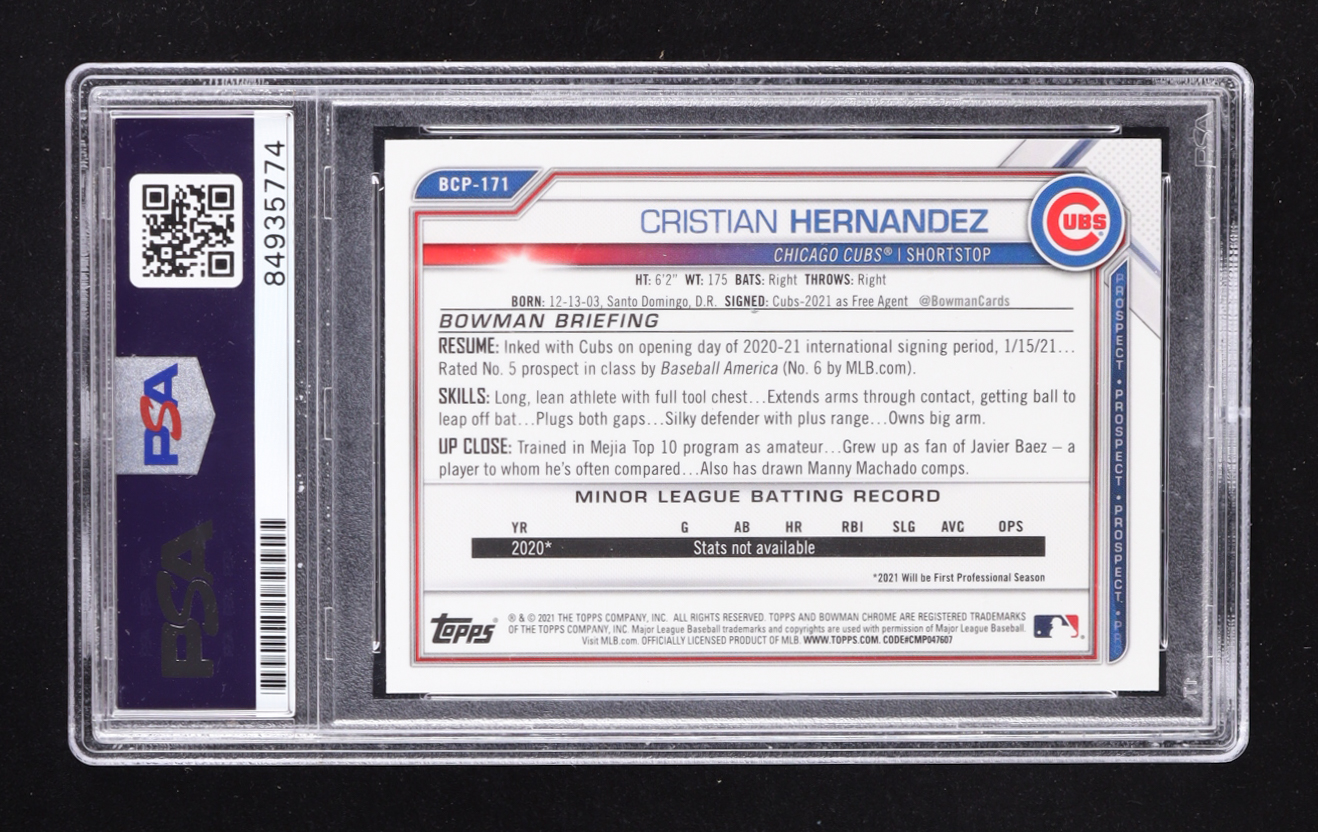 84935774
PSA
PSA
BCP-171
CRISTIAN HERNANDEZ
CUBS®
CHICAGO CUBS® | SHORTSTOP
HT: 6'2" WT: 175 BATS: Right THROWS: Right
BORN: 12-13-03, Santo Domingo, D.R. SIGNED: Cubs-2021 as Free Agent @BowmanCards
BOWMAN BRIEFING
RESUME: Inked with Cubs on opening day of 2020-21 international signing period, 1/15/21...
Rated No. 5 prospect in class by Baseball America (No. 6 by MLB.com).
SKILLS: Long, lean athlete with full tool chest...Extends arms through contact, getting ball to
leap off bat...Plugs both gaps...Silky defender with plus range...Owns big arm.
UP CLOSE: Trained in Mejia Top 10 program as amateur...Grew up as fan of Javier Baez – a
player to whom he's often compared...Also has drawn Manny Machado comps.
MINOR LEAGUE BATTING RECORD
YR G AB HR RBI SLG AVG OPS
2020* Stats not available
*2021 Will be First Professional Season
TOPPS®
® & © 2021 THE TOPPS COMPANY, INC. ALL RIGHTS RESERVED. TOPPS AND BOWMAN CHROME ARE REGISTERED TRADEMARKS
OF THE TOPPS COMPANY, INC. Major League Baseball trademarks and copyrights are used with permission of Major League Baseball.
Visit MLB.com. OFFICIALLY LICENSED PRODUCT OF MLB. WWW.TOPPS.COM. CODE#CMP047607
PROSPECT • PROSPECT • PROSPECT • PR
PSA